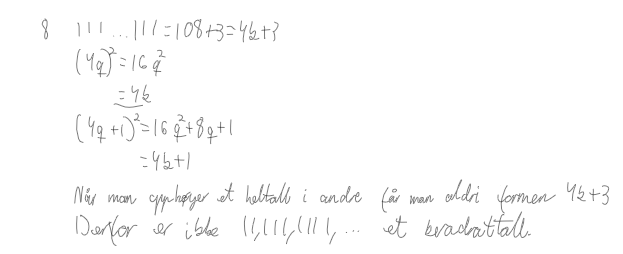 8 111...111=108+3=4k+3
(4q)²=16q²
=4k
(4q+1)²=16q²+8q+1
=4k+1
Når man opphøyer et heltall i andre får man aldri formen 4k+3
Derfor er ikke 11,111,1111,... et kvadrattall.